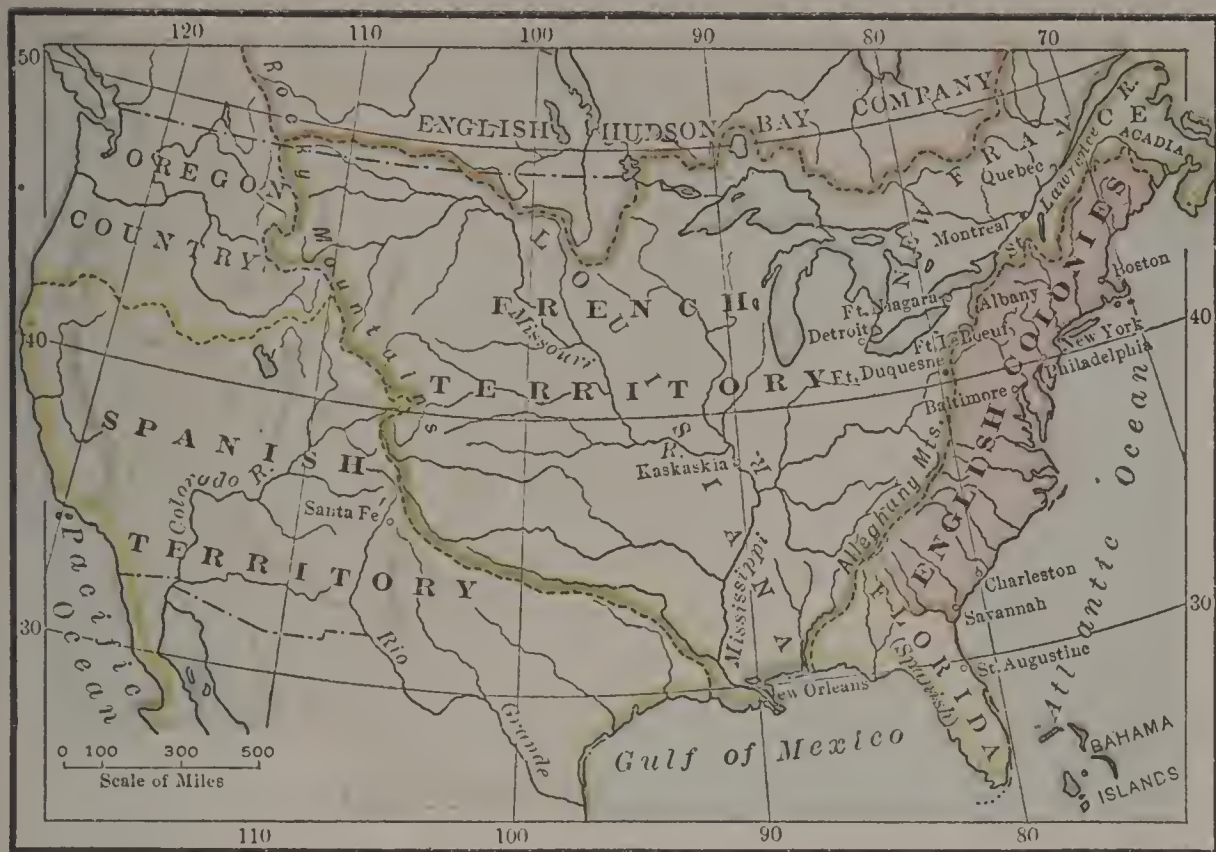 120 110 100 90 80 70
50
Rocky Mountains
ENGLISH HUDSON BAY COMPANY
NEW FRANCE
ACADIA
St. Lawrence R.
Quebec
Montreal
OREGON
COUNTRY
LOUISIANA
FRENCH
TERRITORY
Missouri
R.
Ft. Niagara
Detroit
Ft. Le Boeuf
Ft. Duquesne
Albany
Boston
New York
Philadelphia
Baltimore
ENGLISH COLONIES
40
40
SPANISH
TERRITORY
Colorado R.
Santa Fe
Kaskaskia
Mississippi
R.
Alleghany Mts.
Charleston
Savannah
St. Augustine
FLORIDA
(Spanish)
30
30
Pacific
Ocean
Rio Grande
New Orleans
Gulf of Mexico
Atlantic Ocean
BAHAMA
ISLANDS
0 100 300 500
Scale of Miles
110 100 90 80